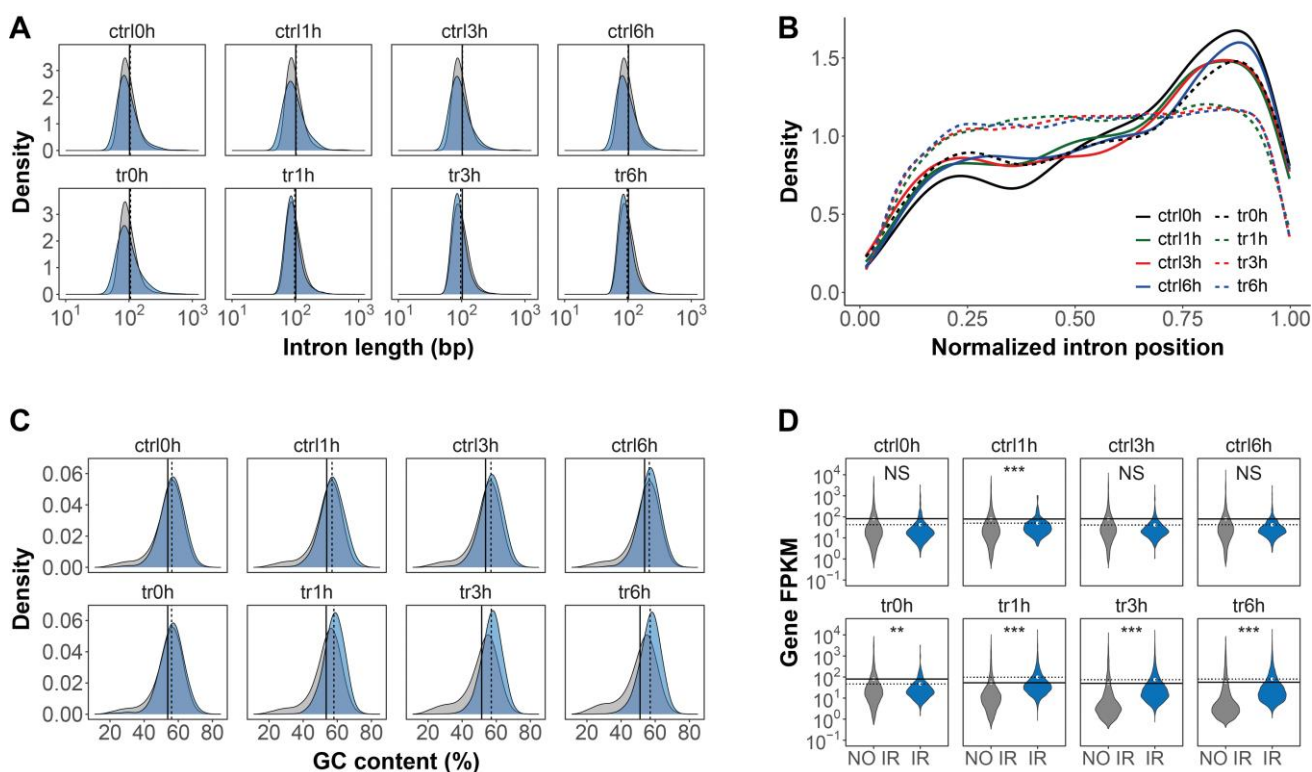 A
ctrl0h ctrl1h ctrl3h ctrl6h
3
2
1
0
tr0h tr1h tr3h tr6h
3
2
1
0
Density
10¹ 10² 10³ 10¹ 10² 10³ 10¹ 10² 10³ 10¹ 10² 10³
Intron length (bp)
B
1.5
1.0
0.5
0.0
Density
ctrl0h tr0h
ctrl1h tr1h
ctrl3h tr3h
ctrl6h tr6h
0.00 0.25 0.50 0.75 1.00
Normalized intron position
C
ctrl0h ctrl1h ctrl3h ctrl6h
0.06
0.04
0.02
0.00
tr0h tr1h tr3h tr6h
0.06
0.04
0.02
0.00
Density
20 40 60 80 20 40 60 80 20 40 60 80 20 40 60 80
GC content (%)
D
ctrl0h ctrl1h ctrl3h ctrl6h
NS *** NS NS
10⁴
10³
10²
10¹
10⁰
10⁻¹
tr0h tr1h tr3h tr6h
** *** *** ***
10⁴
10³
10²
10¹
10⁰
10⁻¹
Gene FPKM
NO IR IR NO IR IR NO IR IR NO IR IR